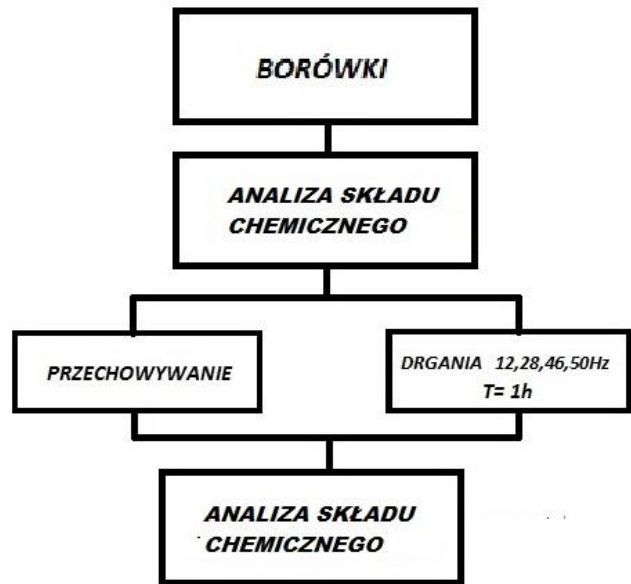 BORÓWKI
ANALIZA SKŁADU
CHEMICZNEGO
PRZECHOWYWANIE
DRGANIA 12,28,46,50Hz
T= 1h
ANALIZA SKŁADU
CHEMICZNEGO